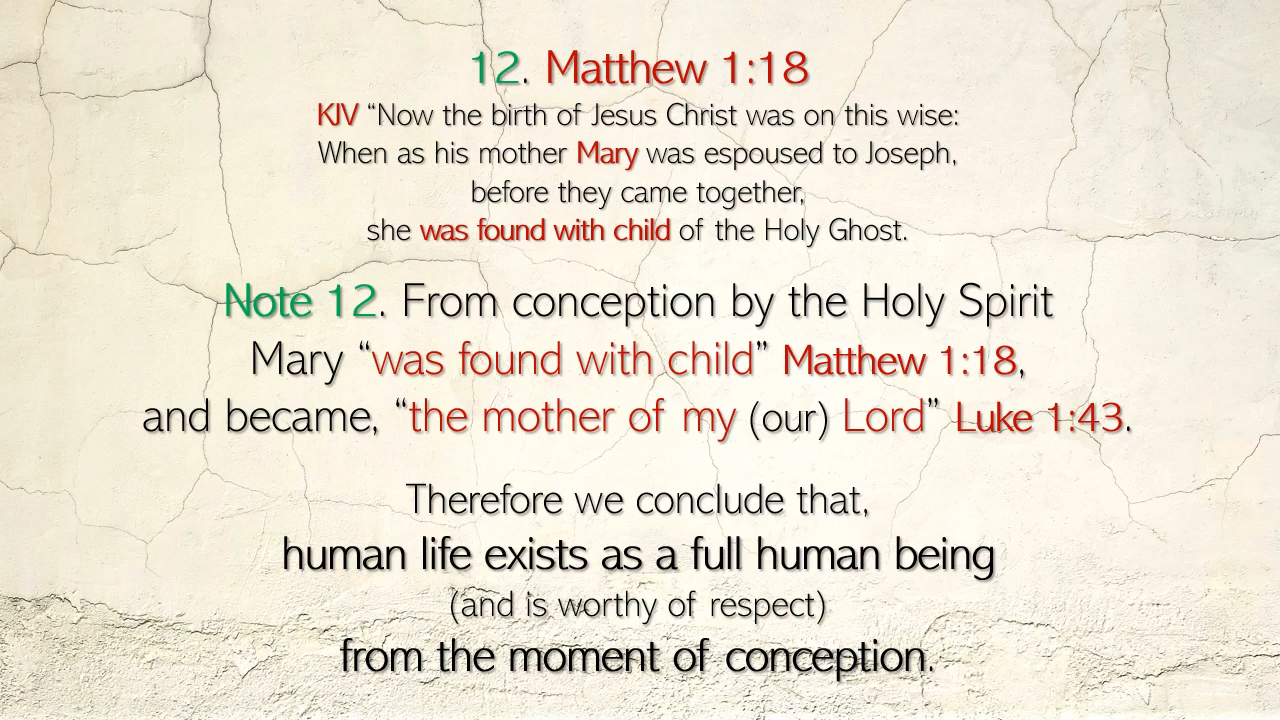 12. Matthew 1:18
KJV “Now the birth of Jesus Christ was on this wise:
When as his mother Mary was espoused to Joseph,
before they came together,
she was found with child of the Holy Ghost.
Note 12. From conception by the Holy Spirit
Mary “was found with child” Matthew 1:18,
and became, “the mother of my (our) Lord” Luke 1:43.
Therefore we conclude that,
human life exists as a full human being
(and is worthy of respect)
from the moment of conception.